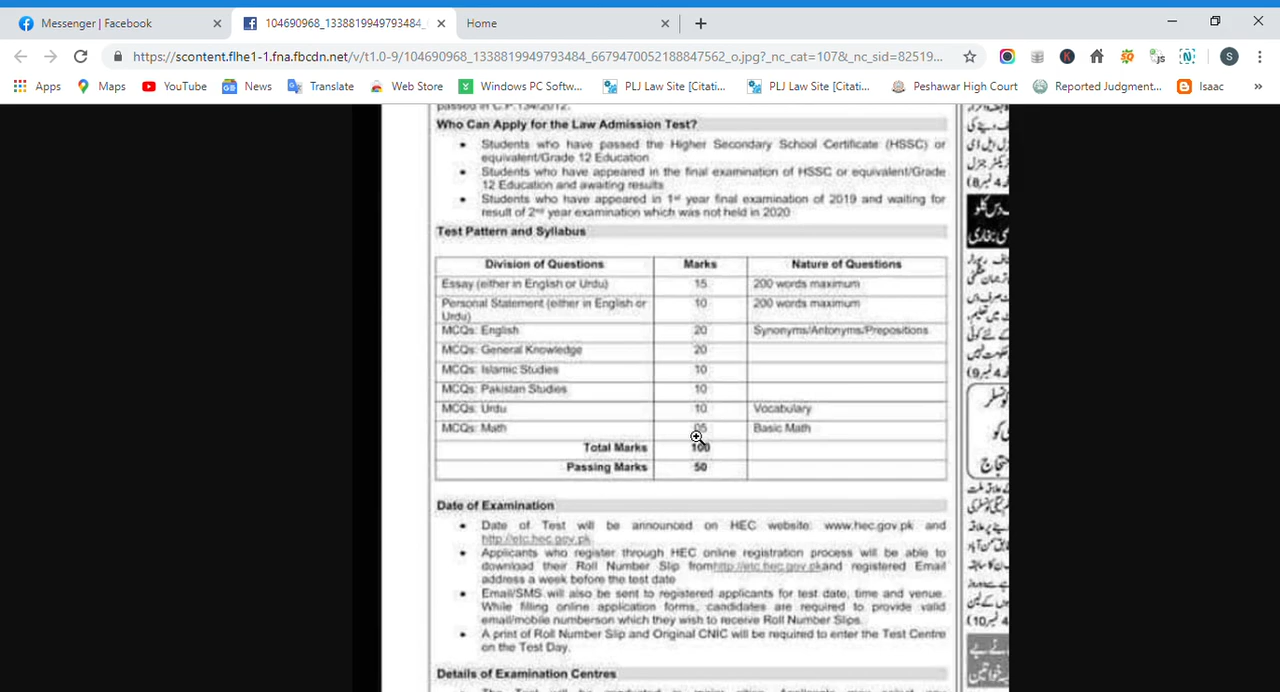 Messenger | Facebook
104690968_1338819949793484_
Home
https://scontent.flhe1-1.fna.fbcdn.net/v/t1.0-9/104690968_1338819949793484_6679470052188847562_o.jpg?_nc_cat=107&_nc_sid=82519...
Apps Maps YouTube News Translate Web Store Windows PC Softw... PLJ Law Site [Citati... PLJ Law Site [Citati... Peshawar High Court Reported Judgment... Isaac »
passed in C.P.134/2012.
Who Can Apply for the Law Admission Test?
• Students who have passed the Higher Secondary School Certificate (HSSC) or
equivalent/Grade 12 Education
• Students who have appeared in the final examination of HSSC or equivalent/Grade
12 Education and awaiting results
• Students who have appeared in 1st year final examination of 2019 and waiting for
result of 2nd year examination which was not held in 2020
Test Pattern and Syllabus
Division of Questions Marks Nature of Questions
Essay (either in English or Urdu) 15 200 words maximum
Personal Statement (either in English or 10 200 words maximum
Urdu)
MCQs: English 20 Synonyms/Antonyms/Prepositions
MCQs: General Knowledge 20
MCQs: Islamic Studies 10
MCQs: Pakistan Studies 10
MCQs: Urdu 10 Vocabulary
MCQs: Math 05 Basic Math
Total Marks 100
Passing Marks 50
Date of Examination
• Date of Test will be announced on HEC website: www.hec.gov.pk and
http://etc.hec.gov.pk
• Applicants who register through HEC online registration process will be able to
download their Roll Number Slip fromhttp://etc.hec.gov.pkand registered Email
address a week before the test date
• Email/SMS will also be sent to registered applicants for test date, time and venue.
While filling online application forms, candidates are required to provide valid
email/mobile numberson which they wish to receive Roll Number Slips.
• A print of Roll Number Slip and Original CNIC will be required to enter the Test Centre
on the Test Day.
Details of Examination Centres